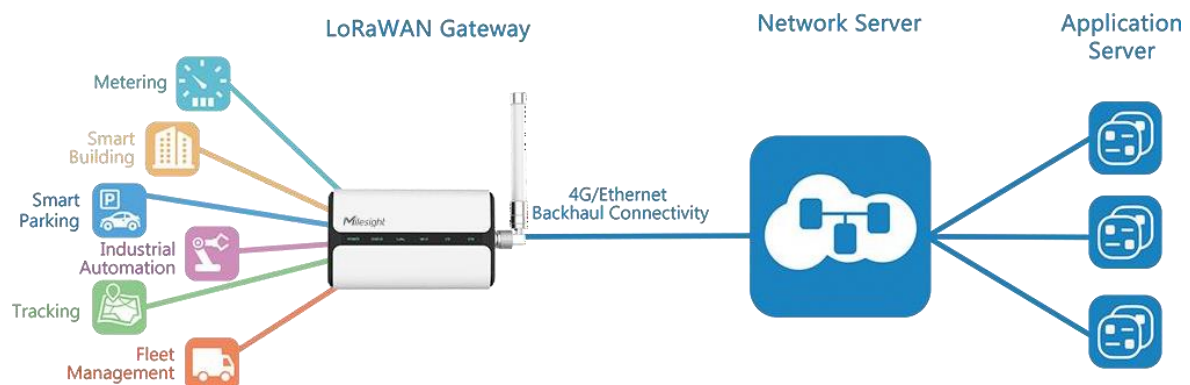 LoRaWAN Gateway
Network Server
Application
Server
Metering
Smart
Building
Smart
Parking
P
Industrial
Automation
Tracking
Fleet
Management
Milesight
4G/Ethernet
Backhaul Connectivity